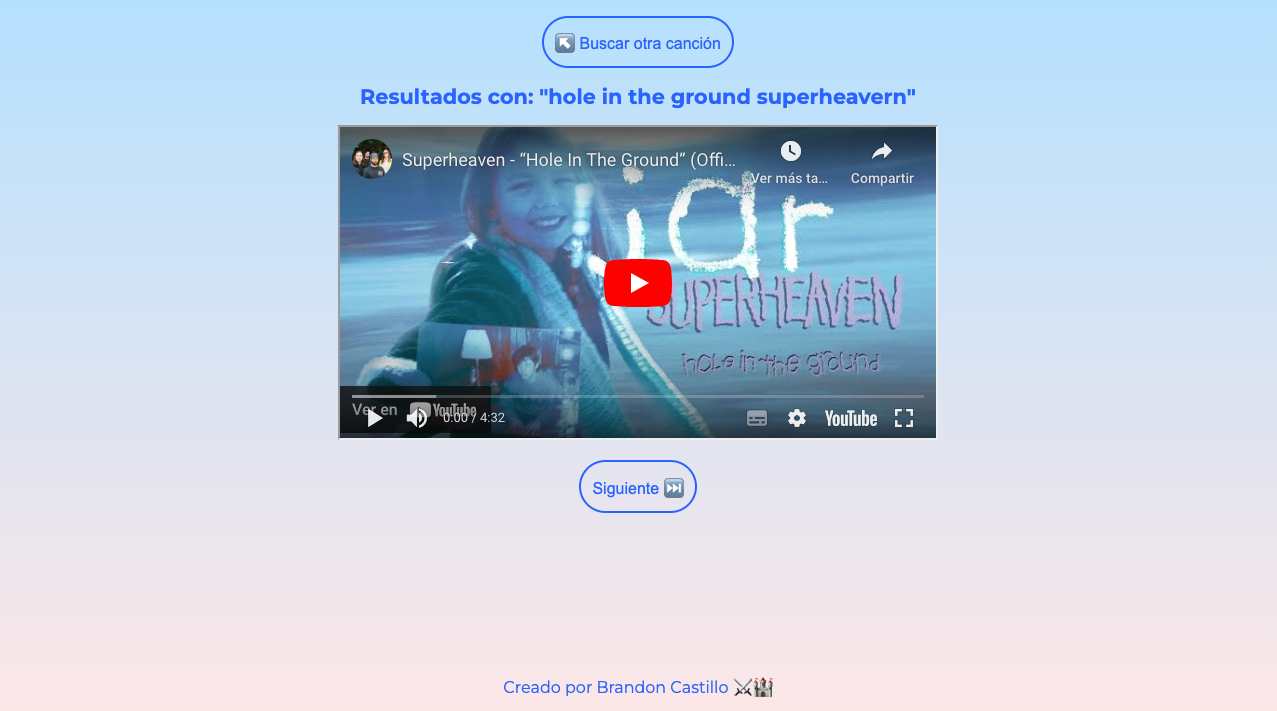 Buscar otra canción
Resultados con: "hole in the ground superheavern"
Superheaven - “Hole In The Ground” (Offi...
Ver más ta...
Compartir
jar
SUPERHEAVEN
hole in the ground
Ver en YouTube
0:00 / 4:32
YouTube
Siguiente
Creado por Brandon Castillo